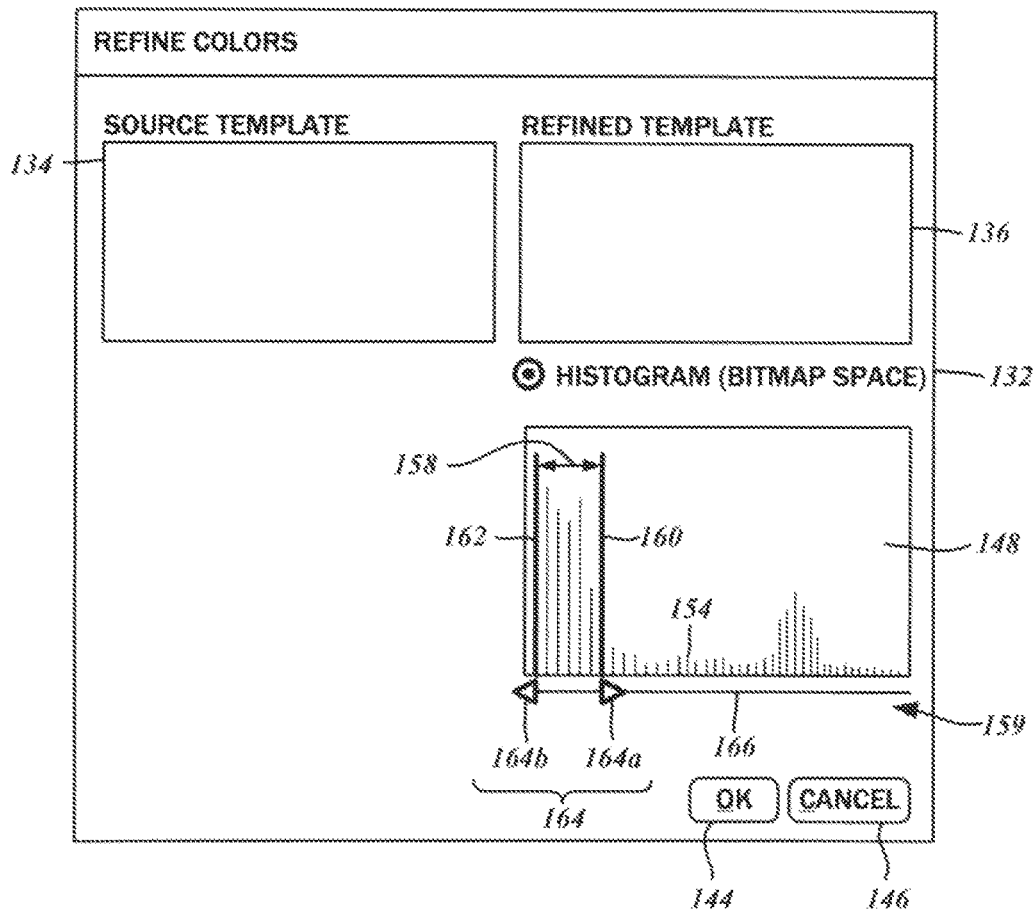 REFINE COLORS
SOURCE TEMPLATE
REFINED TEMPLATE
134
136
HISTOGRAM (BITMAP SPACE)
132
158
162
160
148
154
159
164b
164a
166
164
OK
CANCEL
144
146